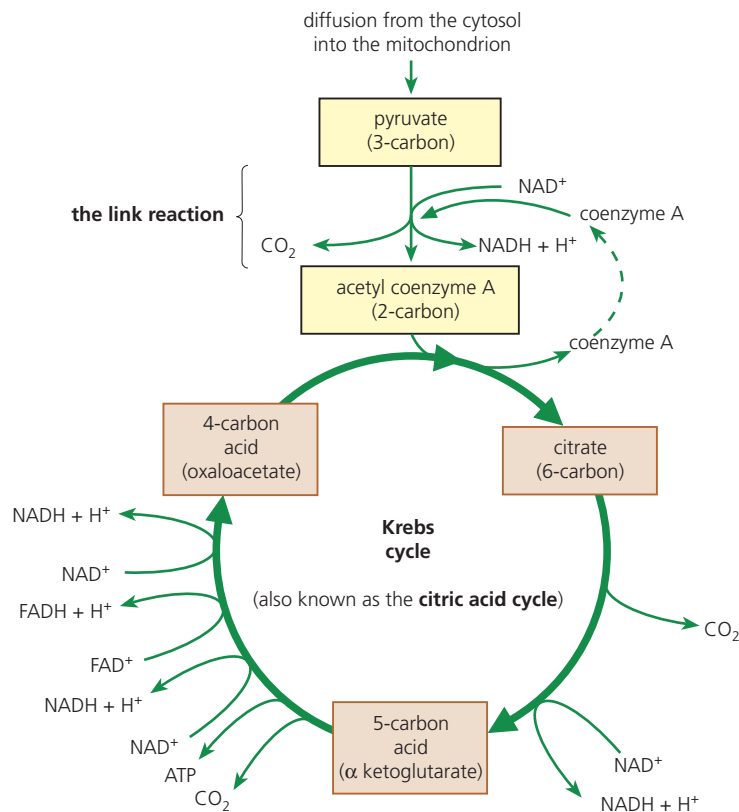 diffusion from the cytosol
into the mitochondrion
pyruvate
(3-carbon)
the link reaction
NAD⁺
coenzyme A
CO₂
NADH + H⁺
acetyl coenzyme A
(2-carbon)
coenzyme A
4-carbon
acid
(oxaloacetate)
citrate
(6-carbon)
NADH + H⁺
Krebs
cycle
NAD⁺
(also known as the citric acid cycle)
FADH + H⁺
CO₂
FAD⁺
NADH + H⁺
5-carbon
acid
(α ketoglutarate)
NAD⁺
NAD⁺
ATP
CO₂
NADH + H⁺